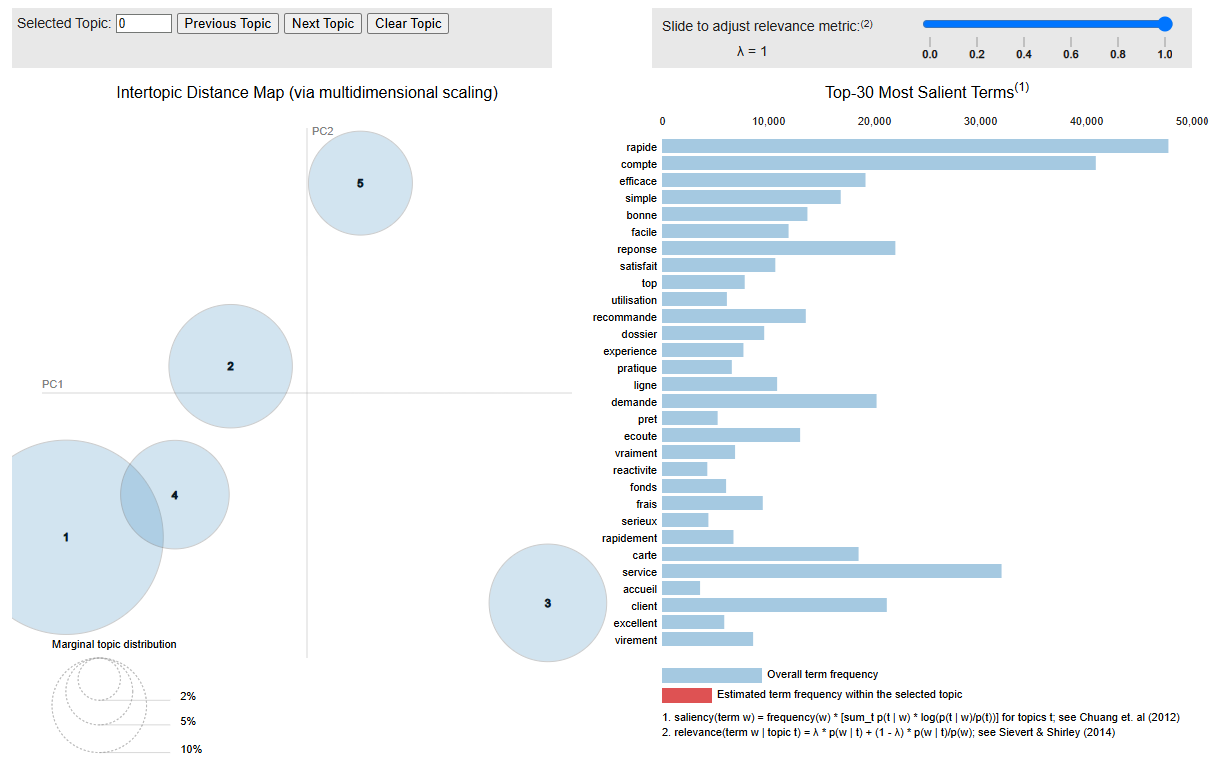 Selected Topic: 0 Previous Topic Next Topic Clear Topic
Slide to adjust relevance metric:(2)
λ = 1
0.0 0.2 0.4 0.6 0.8 1.0
Intertopic Distance Map (via multidimensional scaling)
PC2
PC1
5
2
4
1
3
Marginal topic distribution
2%
5%
10%
Top-30 Most Salient Terms(1)
0 10,000 20,000 30,000 40,000 50,000
rapide
compte
efficace
simple
bonne
facile
reponse
satisfait
top
utilisation
recommande
dossier
experience
pratique
ligne
demande
pret
ecoute
vraiment
reactivite
fonds
frais
serieux
rapidement
carte
service
accueil
client
excellent
virement
Overall term frequency
Estimated term frequency within the selected topic
1. saliency(term w) = frequency(w) * [sum_t p(t | w) * log(p(t | w)/p(t))] for topics t; see Chuang et. al (2012)
2. relevance(term w | topic t) = λ * p(w | t) + (1 - λ) * p(w | t)/p(w); see Sievert & Shirley (2014)